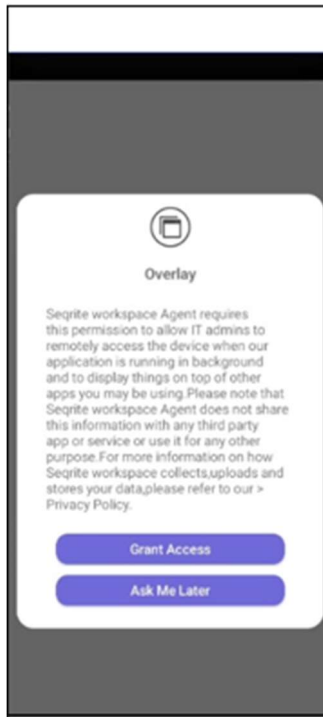 Overlay
Seqrite workspace Agent requires
this permission to allow IT admins to
remotely access the device when our
application is running in background
and to display things on top of other
apps you may be using.Please note that
Seqrite workspace Agent does not share
this information with any third party
app or service or use it for any other
purpose.For more information on how
Seqrite workspace collects,uploads and
stores your data,please refer to our >
Privacy Policy.
Grant Access
Ask Me Later